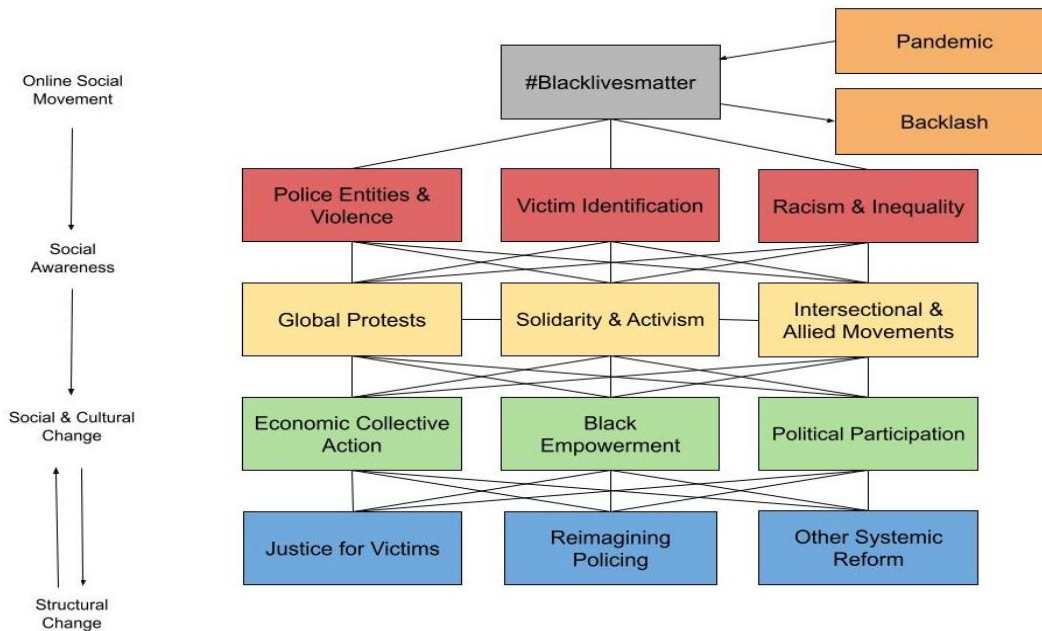 Online Social
Movement
#Blacklivesmatter
Pandemic
Backlash
Police Entities &
Violence
Victim Identification
Racism & Inequality
Social
Awareness
Global Protests
Solidarity & Activism
Intersectional &
Allied Movements
Social & Cultural
Change
Economic Collective
Action
Black
Empowerment
Political Participation
Justice for Victims
Reimagining
Policing
Other Systemic
Reform
Structural
Change